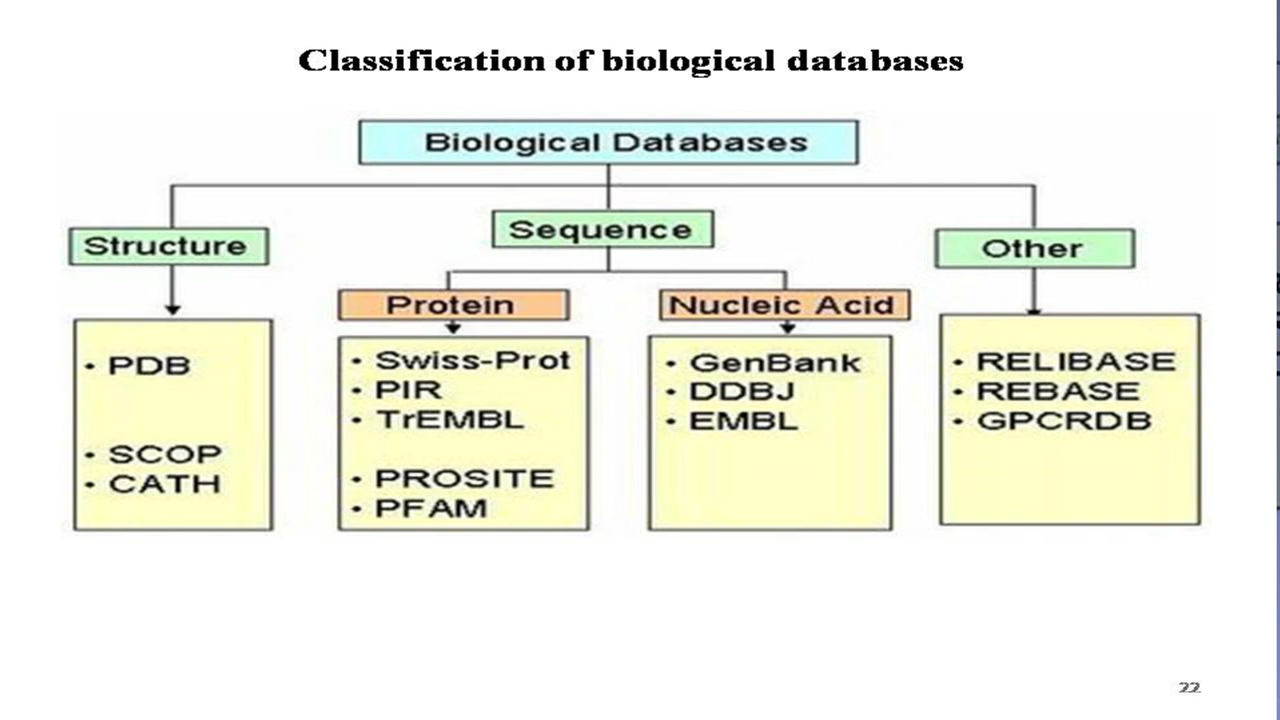 Classification of biological databases
Biological Databases
Structure
• PDB
• SCOP
• CATH
Sequence
Protein
• Swiss-Prot
• PIR
• TrEMBL
• PROSITE
• PFAM
Nucleic Acid
• GenBank
• DDBJ
• EMBL
Other
• RELIBASE
• REBASE
• GPCRDB
22